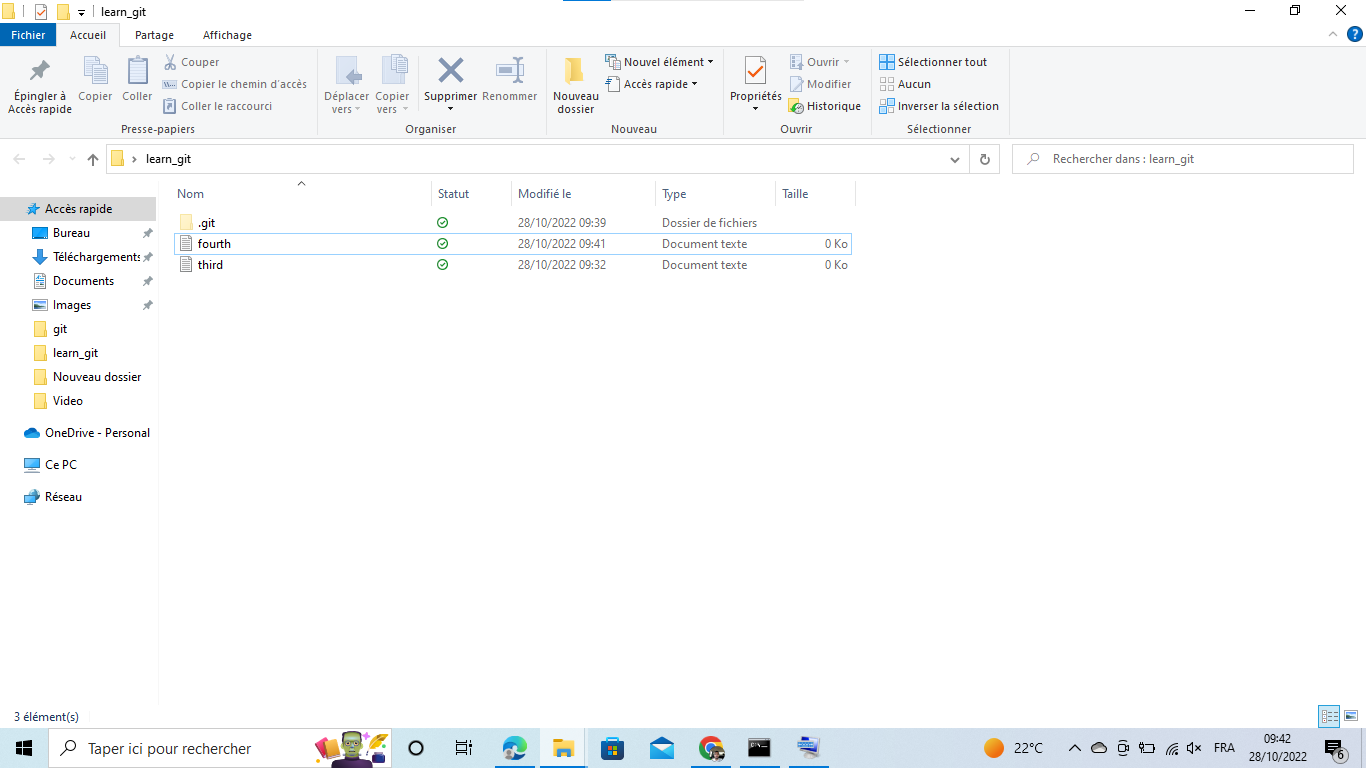 learn_git
Fichier Accueil Partage Affichage
Épingler à
Accès rapide
Copier
Coller
Couper
Copier le chemin d'accès
Coller le raccourci
Presse-papiers
Déplacer
vers
Copier
vers
Supprimer
Renommer
Organiser
Nouveau
dossier
Nouvel élément
Accès rapide
Nouveau
Propriétés
Ouvrir
Modifier
Historique
Ouvrir
Sélectionner tout
Aucun
Inverser la sélection
Sélectionner
learn_git
Rechercher dans : learn_git
Accès rapide
Bureau
Téléchargements
Documents
Images
git
learn_git
Nouveau dossier
Video
OneDrive - Personal
Ce PC
Réseau
Nom Statut Modifié le Type Taille
.git 28/10/2022 09:39 Dossier de fichiers
fourth 28/10/2022 09:41 Document texte 0 Ko
third 28/10/2022 09:32 Document texte 0 Ko
3 élément(s)
Taper ici pour rechercher
22°C
FRA
09:42
28/10/2022
6